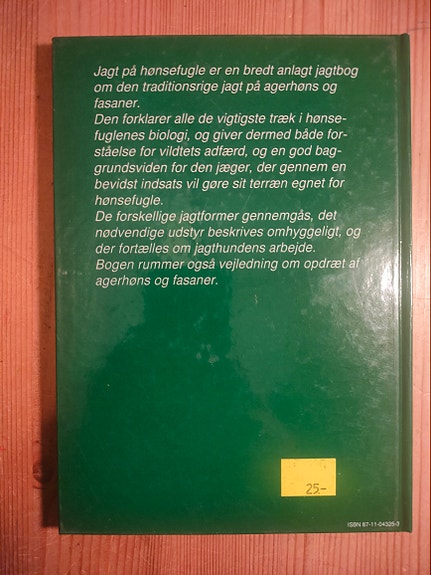 Jagt på hønsefugle er en bredt anlagt jagtbog
om den traditionsrige jagt på agerhøns og
fasaner.
Den forklarer alle de vigtigste træk i hønse-
fuglenes biologi, og giver dermed både for-
ståelse for vildtets adfærd, og en god bag-
grundsviden for den jæger, der gennem en
bevidst indsats vil gøre sit terræn egnet for
hønsefugle.
De forskellige jagtformer gennemgås, det
nødvendige udstyr beskrives omhyggeligt, og
der fortælles om jagthundens arbejde.
Bogen rummer også vejledning om opdræt af
agerhøns og fasaner.
25.-
ISBN 87-11-04325-3